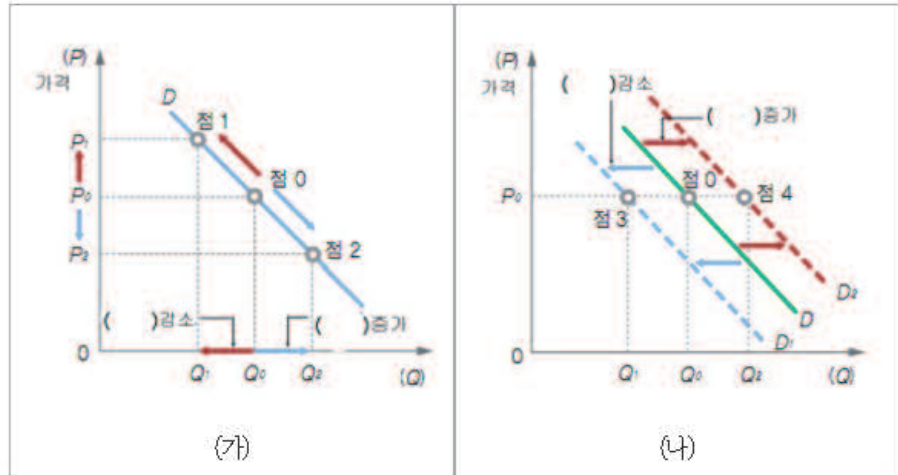 (P)
가격
D
점 1
P₁
점 0
P₀
점 2
P₂
(    )감소
(    )증가
0
Q₁
Q₀
Q₂
(Q)
(가)
(P)
가격
(    )감소
(    )증가
P₀
점 0
점 4
점 3
D₂
D
D₁
0
Q₁
Q₀
Q₂
(Q)
(나)